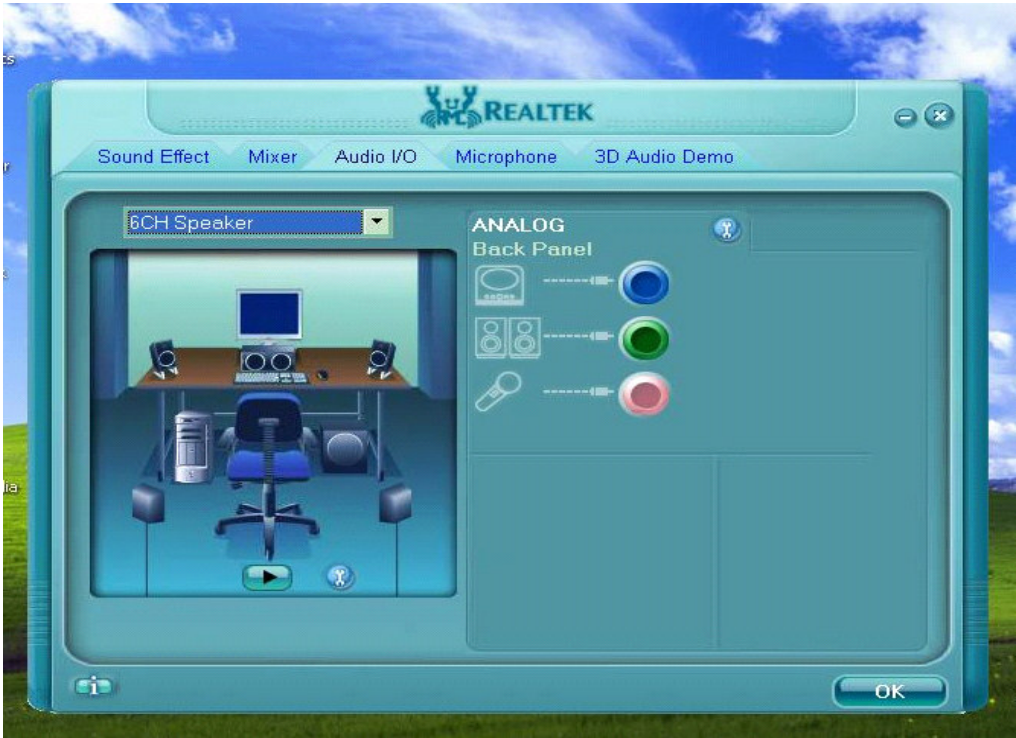 REALTEK
Sound Effect Mixer Audio I/O Microphone 3D Audio Demo
6CH Speaker
ANALOG
Back Panel
OK